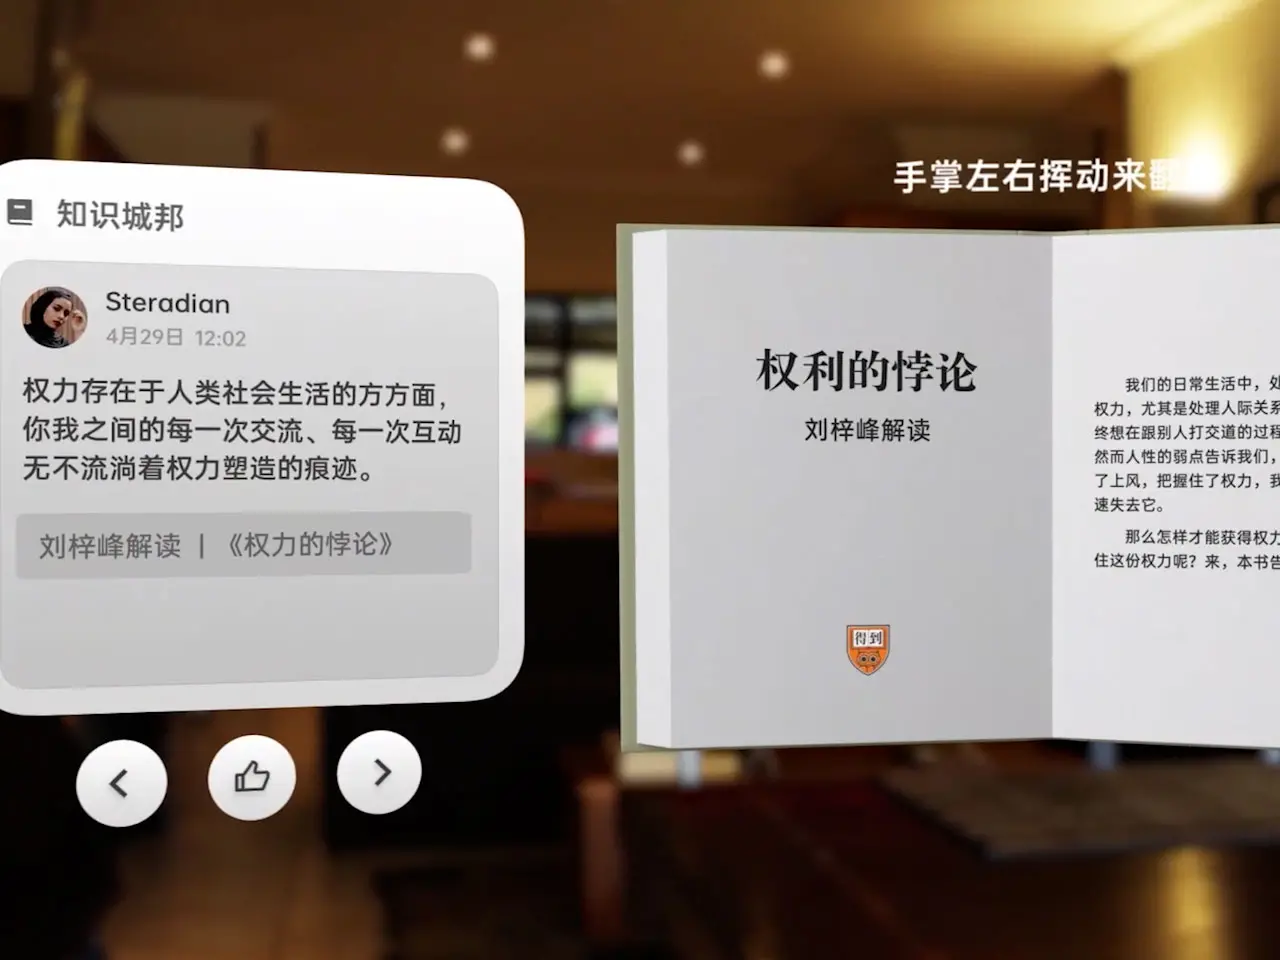 知识城邦
Steradian
4月29日 12:02
权力存在于人类社会生活的方方面，
你我之间的每一次交流、每一次互动
无不流淌着权力塑造的痕迹。
刘梓峰解读 | 《权力的悖论》
手掌左右挥动来翻
权利的悖论
刘梓峰解读
得到
我们的日常生活中，处
权力，尤其是处理人际关系
终想在跟别人打交道的过程
然而人性的弱点告诉我们，
了上风，把握住了权力，我
速失去它。
那么怎样才能获得权力
住这份权力呢？来，本书告